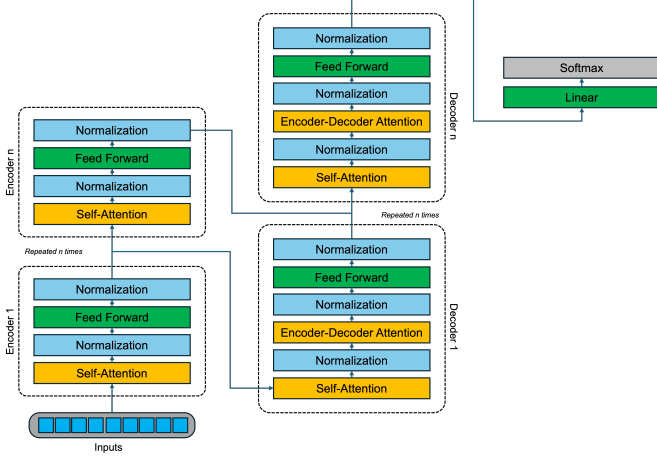 Encoder n
Normalization
Feed Forward
Normalization
Self-Attention
Repeated n times
Encoder 1
Normalization
Feed Forward
Normalization
Self-Attention
Inputs
Decoder n
Normalization
Feed Forward
Normalization
Encoder-Decoder Attention
Normalization
Self-Attention
Repeated n times
Decoder 1
Normalization
Feed Forward
Normalization
Encoder-Decoder Attention
Normalization
Self-Attention
Softmax
Linear